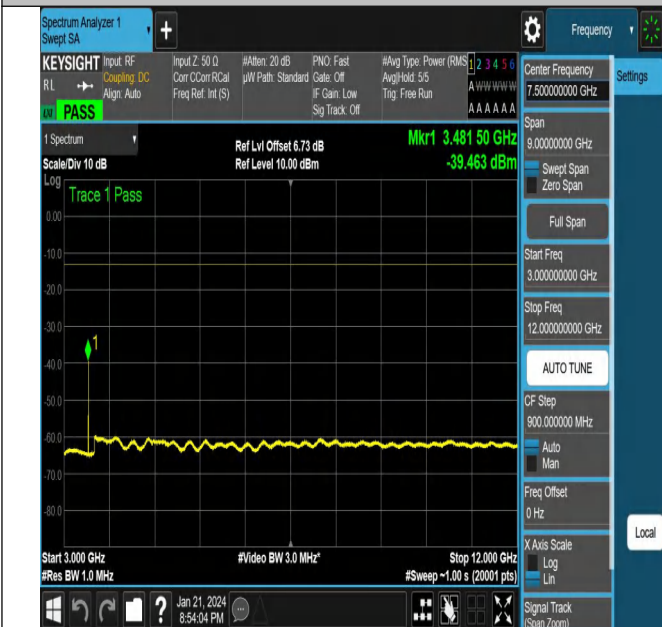 Spectrum Analyzer 1
Swept SA
+
Frequency
KEYSIGHT
Input: RF
Input Z: 50 Ω
#Atten: 20 dB
PNO: Fast
#Avg Type: Power (RMS
1 2 3 4 5 6
RL
Coupling: DC
Corr CCorr RCal
µW Path: Standard
Gate: Off
Avg|Hold: 5/5
A W W W W W
Align: Auto
Freq Ref: Int (S)
IF Gain: Low
Trig: Free Run
Sig Track: Off
A A A A A A
PASS
1 Spectrum
Ref Lvl Offset 6.73 dB
Mkr1 3.481 50 GHz
Scale/Div 10 dB
Ref Level 10.00 dBm
-39.463 dBm
Log
Trace 1 Pass
0.00
-10.0
-20.0
-30.0
1
-40.0
-50.0
-60.0
-70.0
-80.0
Start 3.000 GHz
#Video BW 3.0 MHz*
Stop 12.000 GHz
#Res BW 1.0 MHz
#Sweep ~1.00 s (20001 pts)
?
Jan 21, 2024
8:54:04 PM
Center Frequency
7.500000000 GHz
Settings
Span
9.00000000 GHz
Swept Span
Zero Span
Full Span
Start Freq
3.000000000 GHz
Stop Freq
12.000000000 GHz
AUTO TUNE
CF Step
900.000000 MHz
Auto
Man
Freq Offset
0 Hz
Local
X Axis Scale
Log
Lin
Signal Track
(Span Zoom)